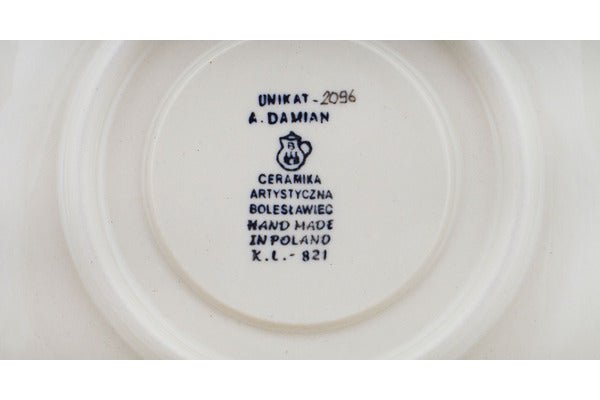 UNIKAT-2096
A. DAMIAN
B
CERAMIKA
ARTYSTYCZNA
BOLESŁAWIEC
HAND MADE
IN POLAND
K.L.-821